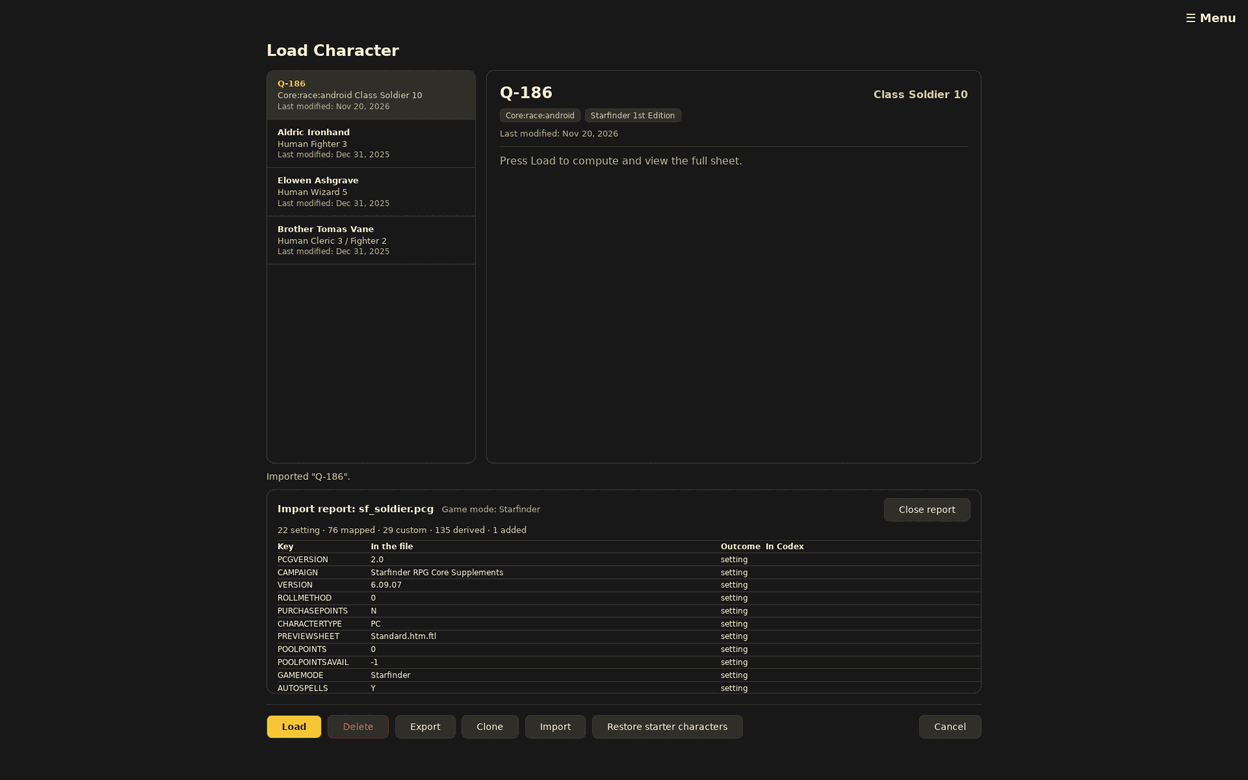 ☰ Menu
Load Character
Q-186
Core:race:android Class Soldier 10
Last modified: Nov 20, 2026
Aldric Ironhand
Human Fighter 3
Last modified: Dec 31, 2025
Elowen Ashgrave
Human Wizard 5
Last modified: Dec 31, 2025
Brother Tomas Vane
Human Cleric 3 / Fighter 2
Last modified: Dec 31, 2025
Q-186 Class Soldier 10
Core:race:android Starfinder 1st Edition
Last modified: Nov 20, 2026
Press Load to compute and view the full sheet.
Imported "Q-186".
Import report: sf_soldier.pcg Game mode: Starfinder Close report
22 setting · 76 mapped · 29 custom · 135 derived · 1 added
Key In the file Outcome In Codex
PCGVERSION 2.0 setting
CAMPAIGN Starfinder RPG Core Supplements setting
VERSION 6.09.07 setting
ROLLMETHOD 0 setting
PURCHASEPOINTS N setting
CHARACTERTYPE PC setting
PREVIEWSHEET Standard.htm.ftl setting
POOLPOINTS 0 setting
POOLPOINTSAVAIL -1 setting
GAMEMODE Starfinder setting
AUTOSPELLS Y setting
Load Delete Export Clone Import Restore starter characters Cancel